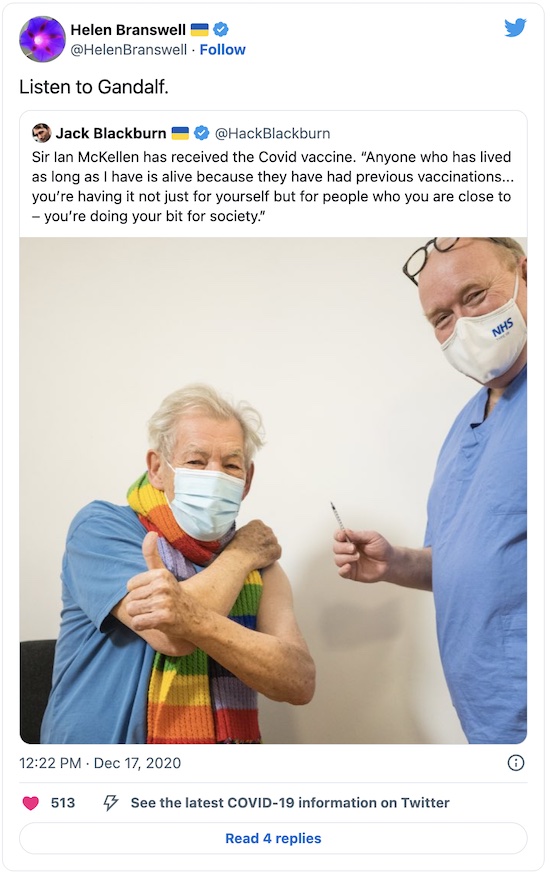 Helen Branswell
@HelenBranswell · Follow
Listen to Gandalf.
Jack Blackburn @HackBlackburn
Sir Ian McKellen has received the Covid vaccine. “Anyone who has lived
as long as I have is alive because they have had previous vaccinations...
you’re having it not just for yourself but for people who you are close to
– you’re doing your bit for society.”
NHS
12:22 PM · Dec 17, 2020
513 See the latest COVID-19 information on Twitter
Read 4 replies